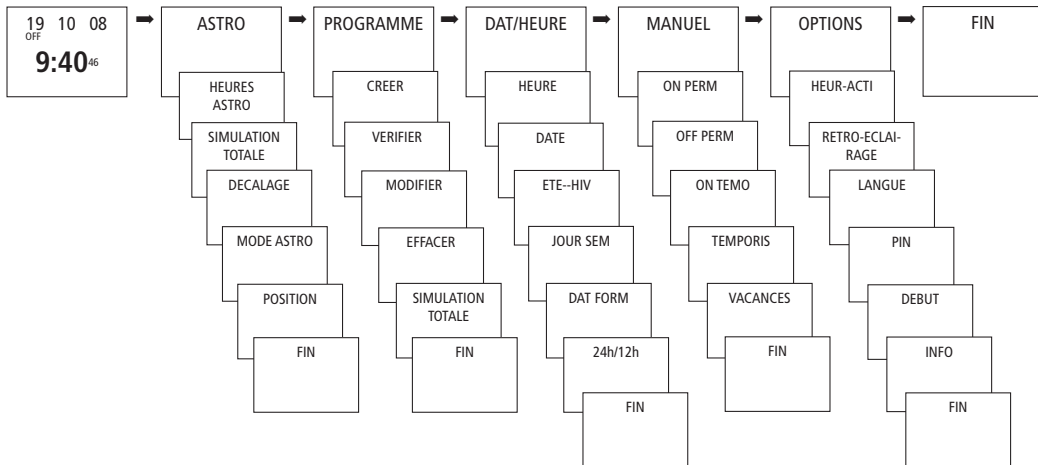 19 10 08
OFF
9:40 46
ASTRO
HEURES
ASTRO
SIMULATION
TOTALE
DECALAGE
MODE ASTRO
POSITION
FIN
PROGRAMME
CREER
VERIFIER
MODIFIER
EFFACER
SIMULATION
TOTALE
FIN
DAT/HEURE
HEURE
DATE
ETE--HIV
JOUR SEM
DAT FORM
24h/12h
FIN
MANUEL
ON PERM
OFF PERM
ON TEMO
TEMPORIS
VACANCES
FIN
OPTIONS
HEUR-ACTI
RETRO-ECLAI-
RAGE
LANGUE
PIN
DEBUT
INFO
FIN
FIN